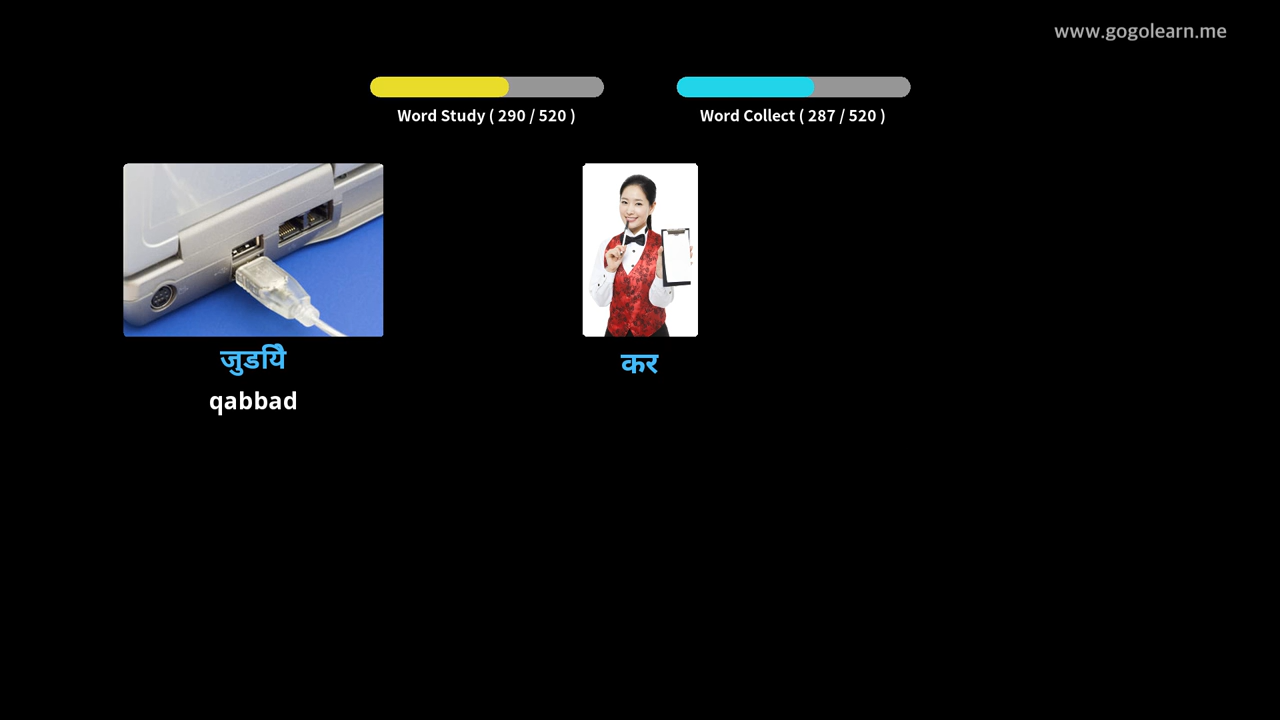 www.gogolearn.me
Word Study ( 290 / 520 )
Word Collect ( 287 / 520 )
जुडयिे
qabbad
कर